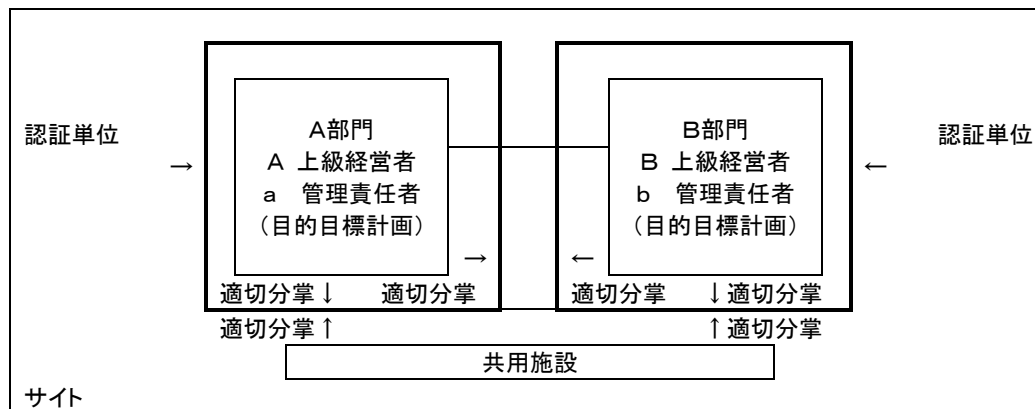 A部門
B部門
認証単位
認証単位
A 上級経営者
B 上級経営者
→
←
a 管理責任者
b 管理責任者
（目的目標計画）
（目的目標計画）
→
←
適切分掌↓ 適切分掌
適切分掌 ↓適切分掌
適切分掌↑
↑適切分掌
共用施設
サイト